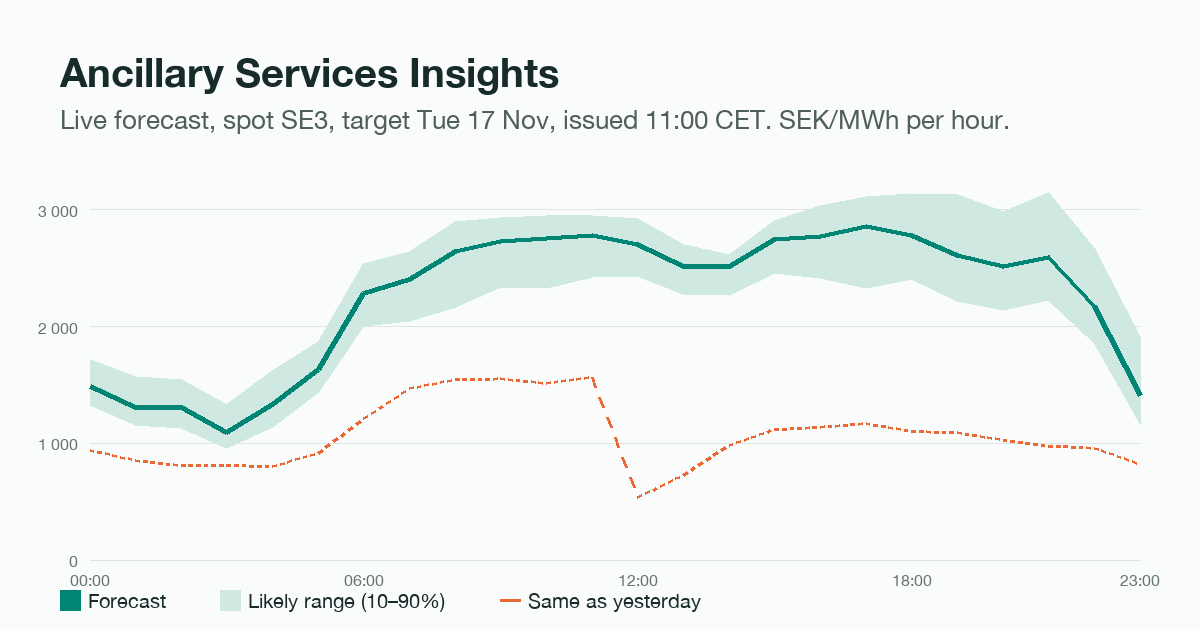 Ancillary Services Insights
Live forecast, spot SE3, target Tue 17 Nov, issued 11:00 CET. SEK/MWh per hour.
3 000
2 000
1 000
0
00:00 06:00 12:00 18:00 23:00
Forecast Likely range (10–90%) Same as yesterday